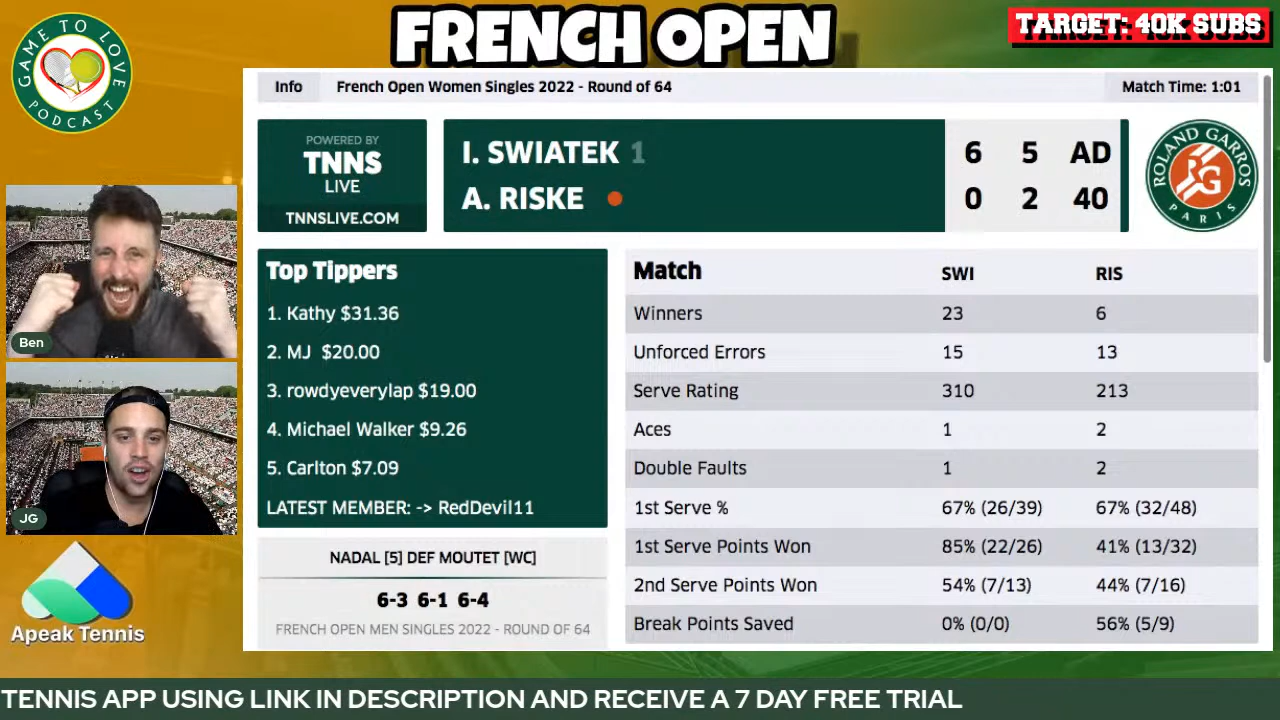 GAME TO LOVE
PODCAST
FRENCH OPEN
TARGET: 40K SUBS
Info French Open Women Singles 2022 - Round of 64 Match Time: 1:01
POWERED BY
TNNS
LIVE
TNNSLIVE.COM
I. SWIATEK 1 6 5 AD
A. RISKE 0 2 40
ROLAND GARROS
RG
PARIS
Ben
JG
Apeak Tennis
Top Tippers
1. Kathy $31.36
2. MJ $20.00
3. rowdyeverylap $19.00
4. Michael Walker $9.26
5. Carlton $7.09
LATEST MEMBER: -> RedDevil11
NADAL [5] DEF MOUTET [WC]
6-3 6-1 6-4
FRENCH OPEN MEN SINGLES 2022 - ROUND OF 64
Match SWI RIS
Winners 23 6
Unforced Errors 15 13
Serve Rating 310 213
Aces 1 2
Double Faults 1 2
1st Serve % 67% (26/39) 67% (32/48)
1st Serve Points Won 85% (22/26) 41% (13/32)
2nd Serve Points Won 54% (7/13) 44% (7/16)
Break Points Saved 0% (0/0) 56% (5/9)
TENNIS APP USING LINK IN DESCRIPTION AND RECEIVE A 7 DAY FREE TRIAL